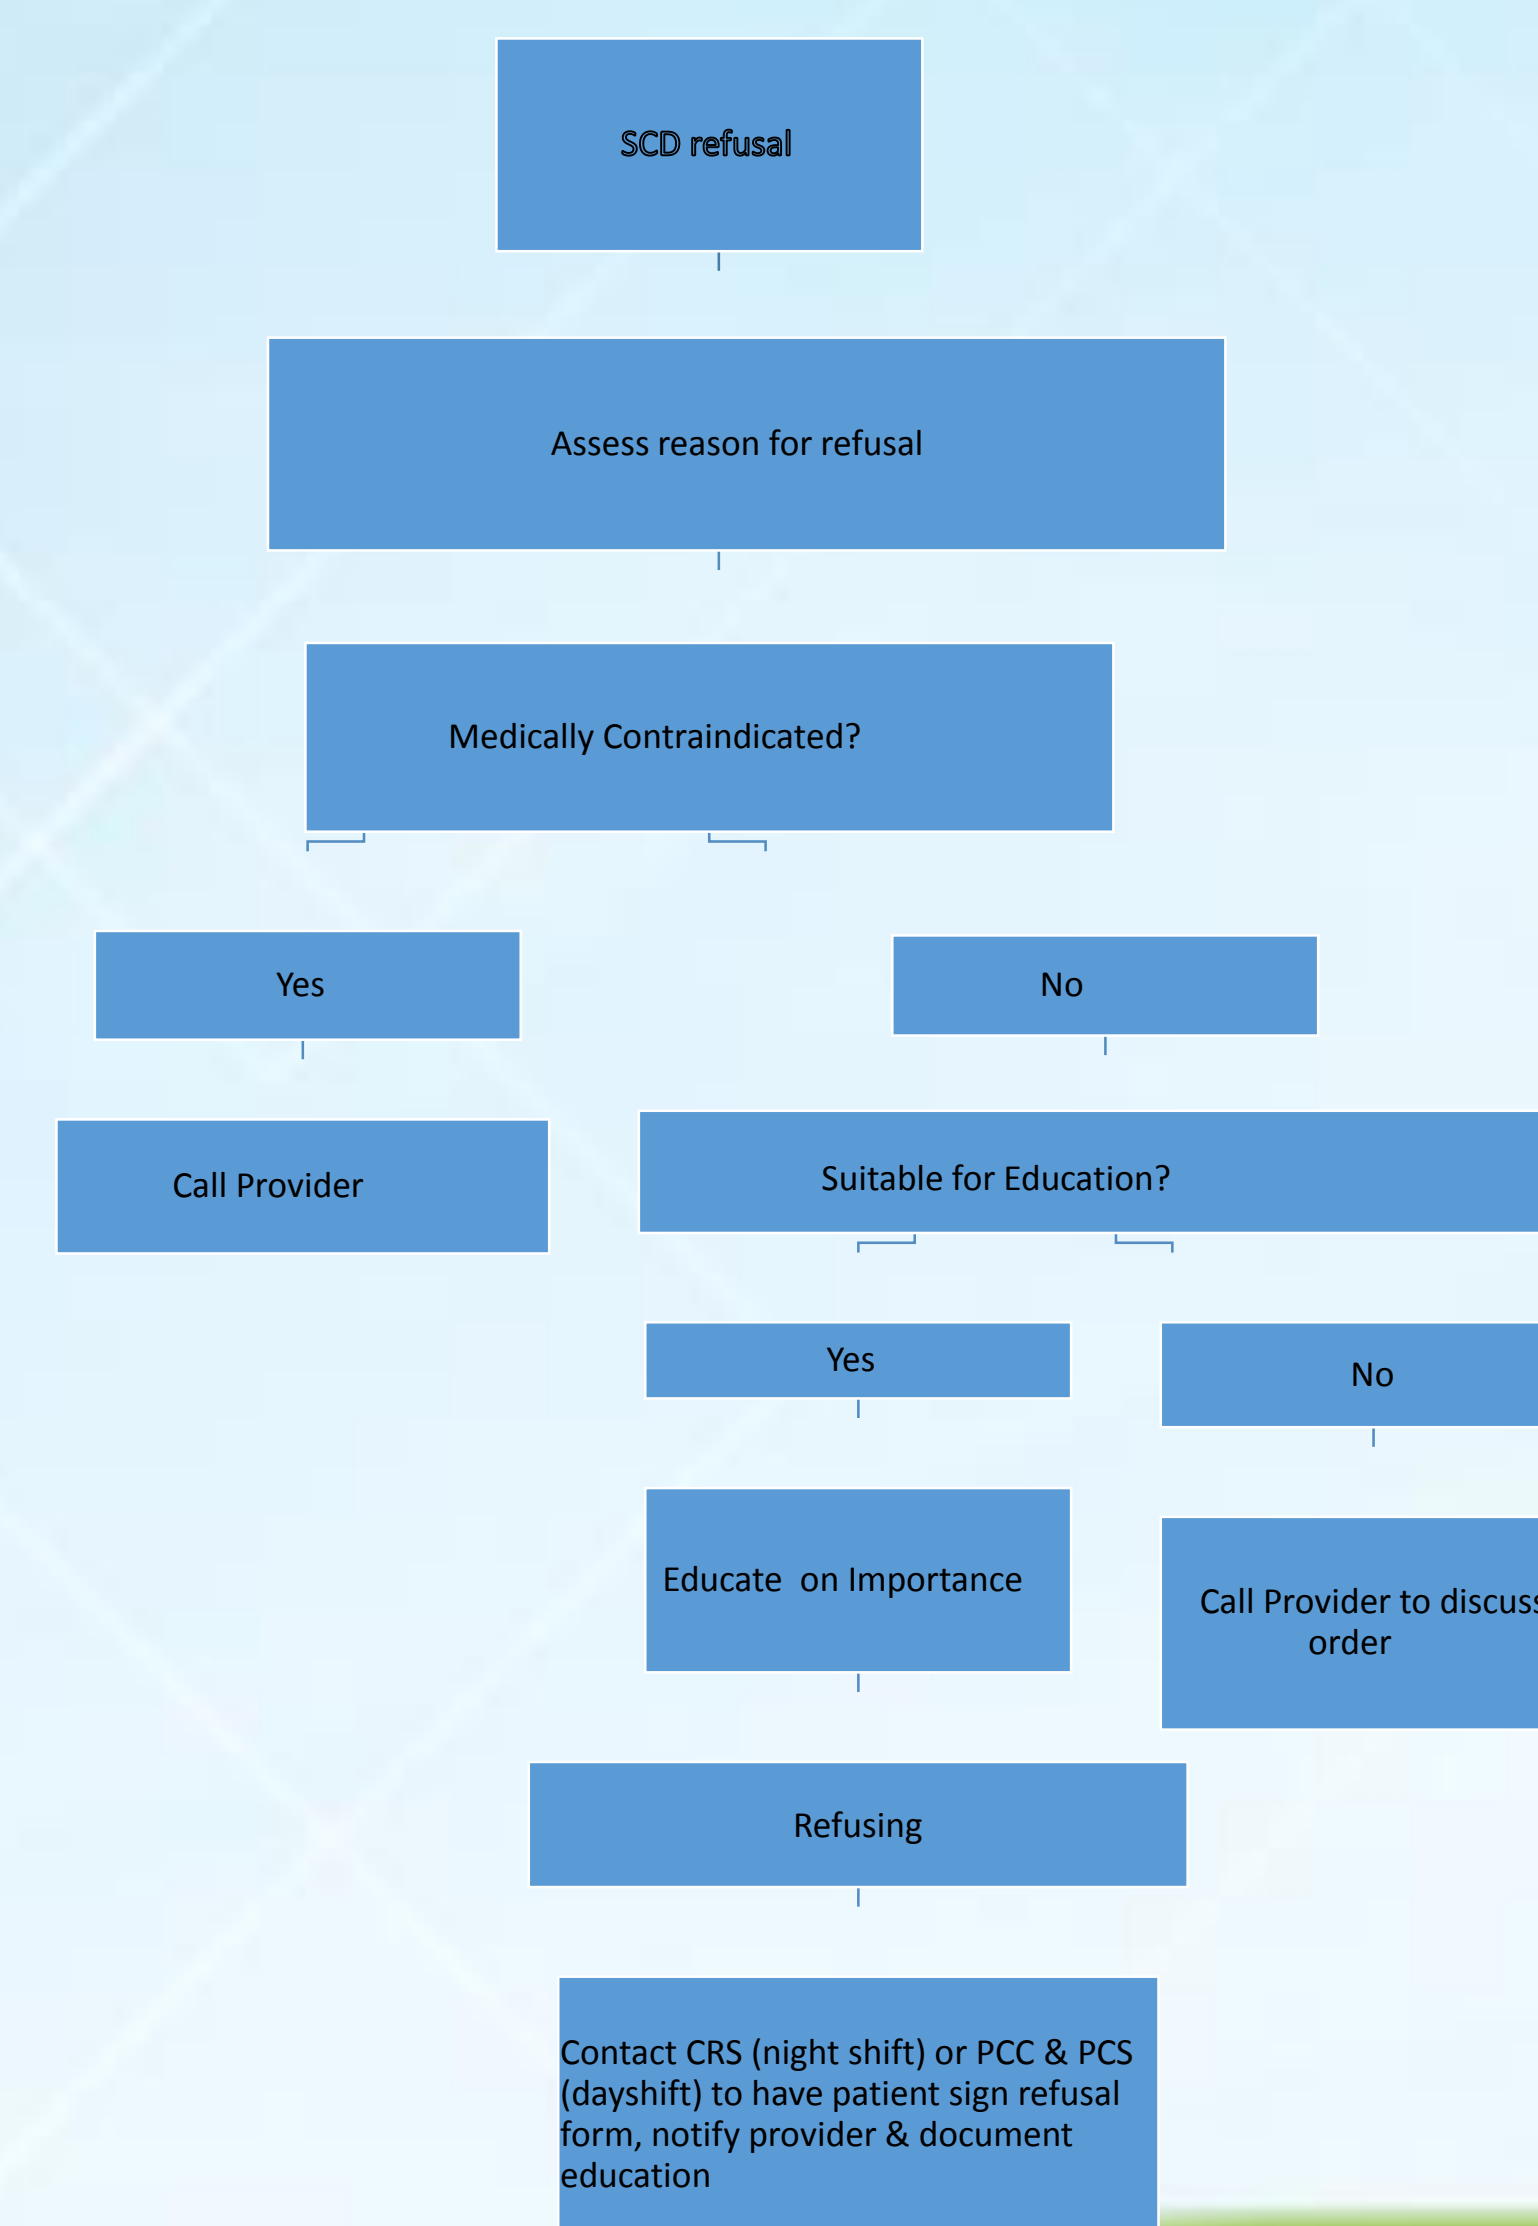 SCD refusal
Assess reason for refusal
Medically Contraindicated?
Yes
No
Call Provider
Suitable for Education?
Yes
No
Educate  on Importance
Call Provider to discuss
order
Refusing
Contact CRS (night shift) or PCC & PCS
(dayshift) to have patient sign refusal
form, notify provider & document
education